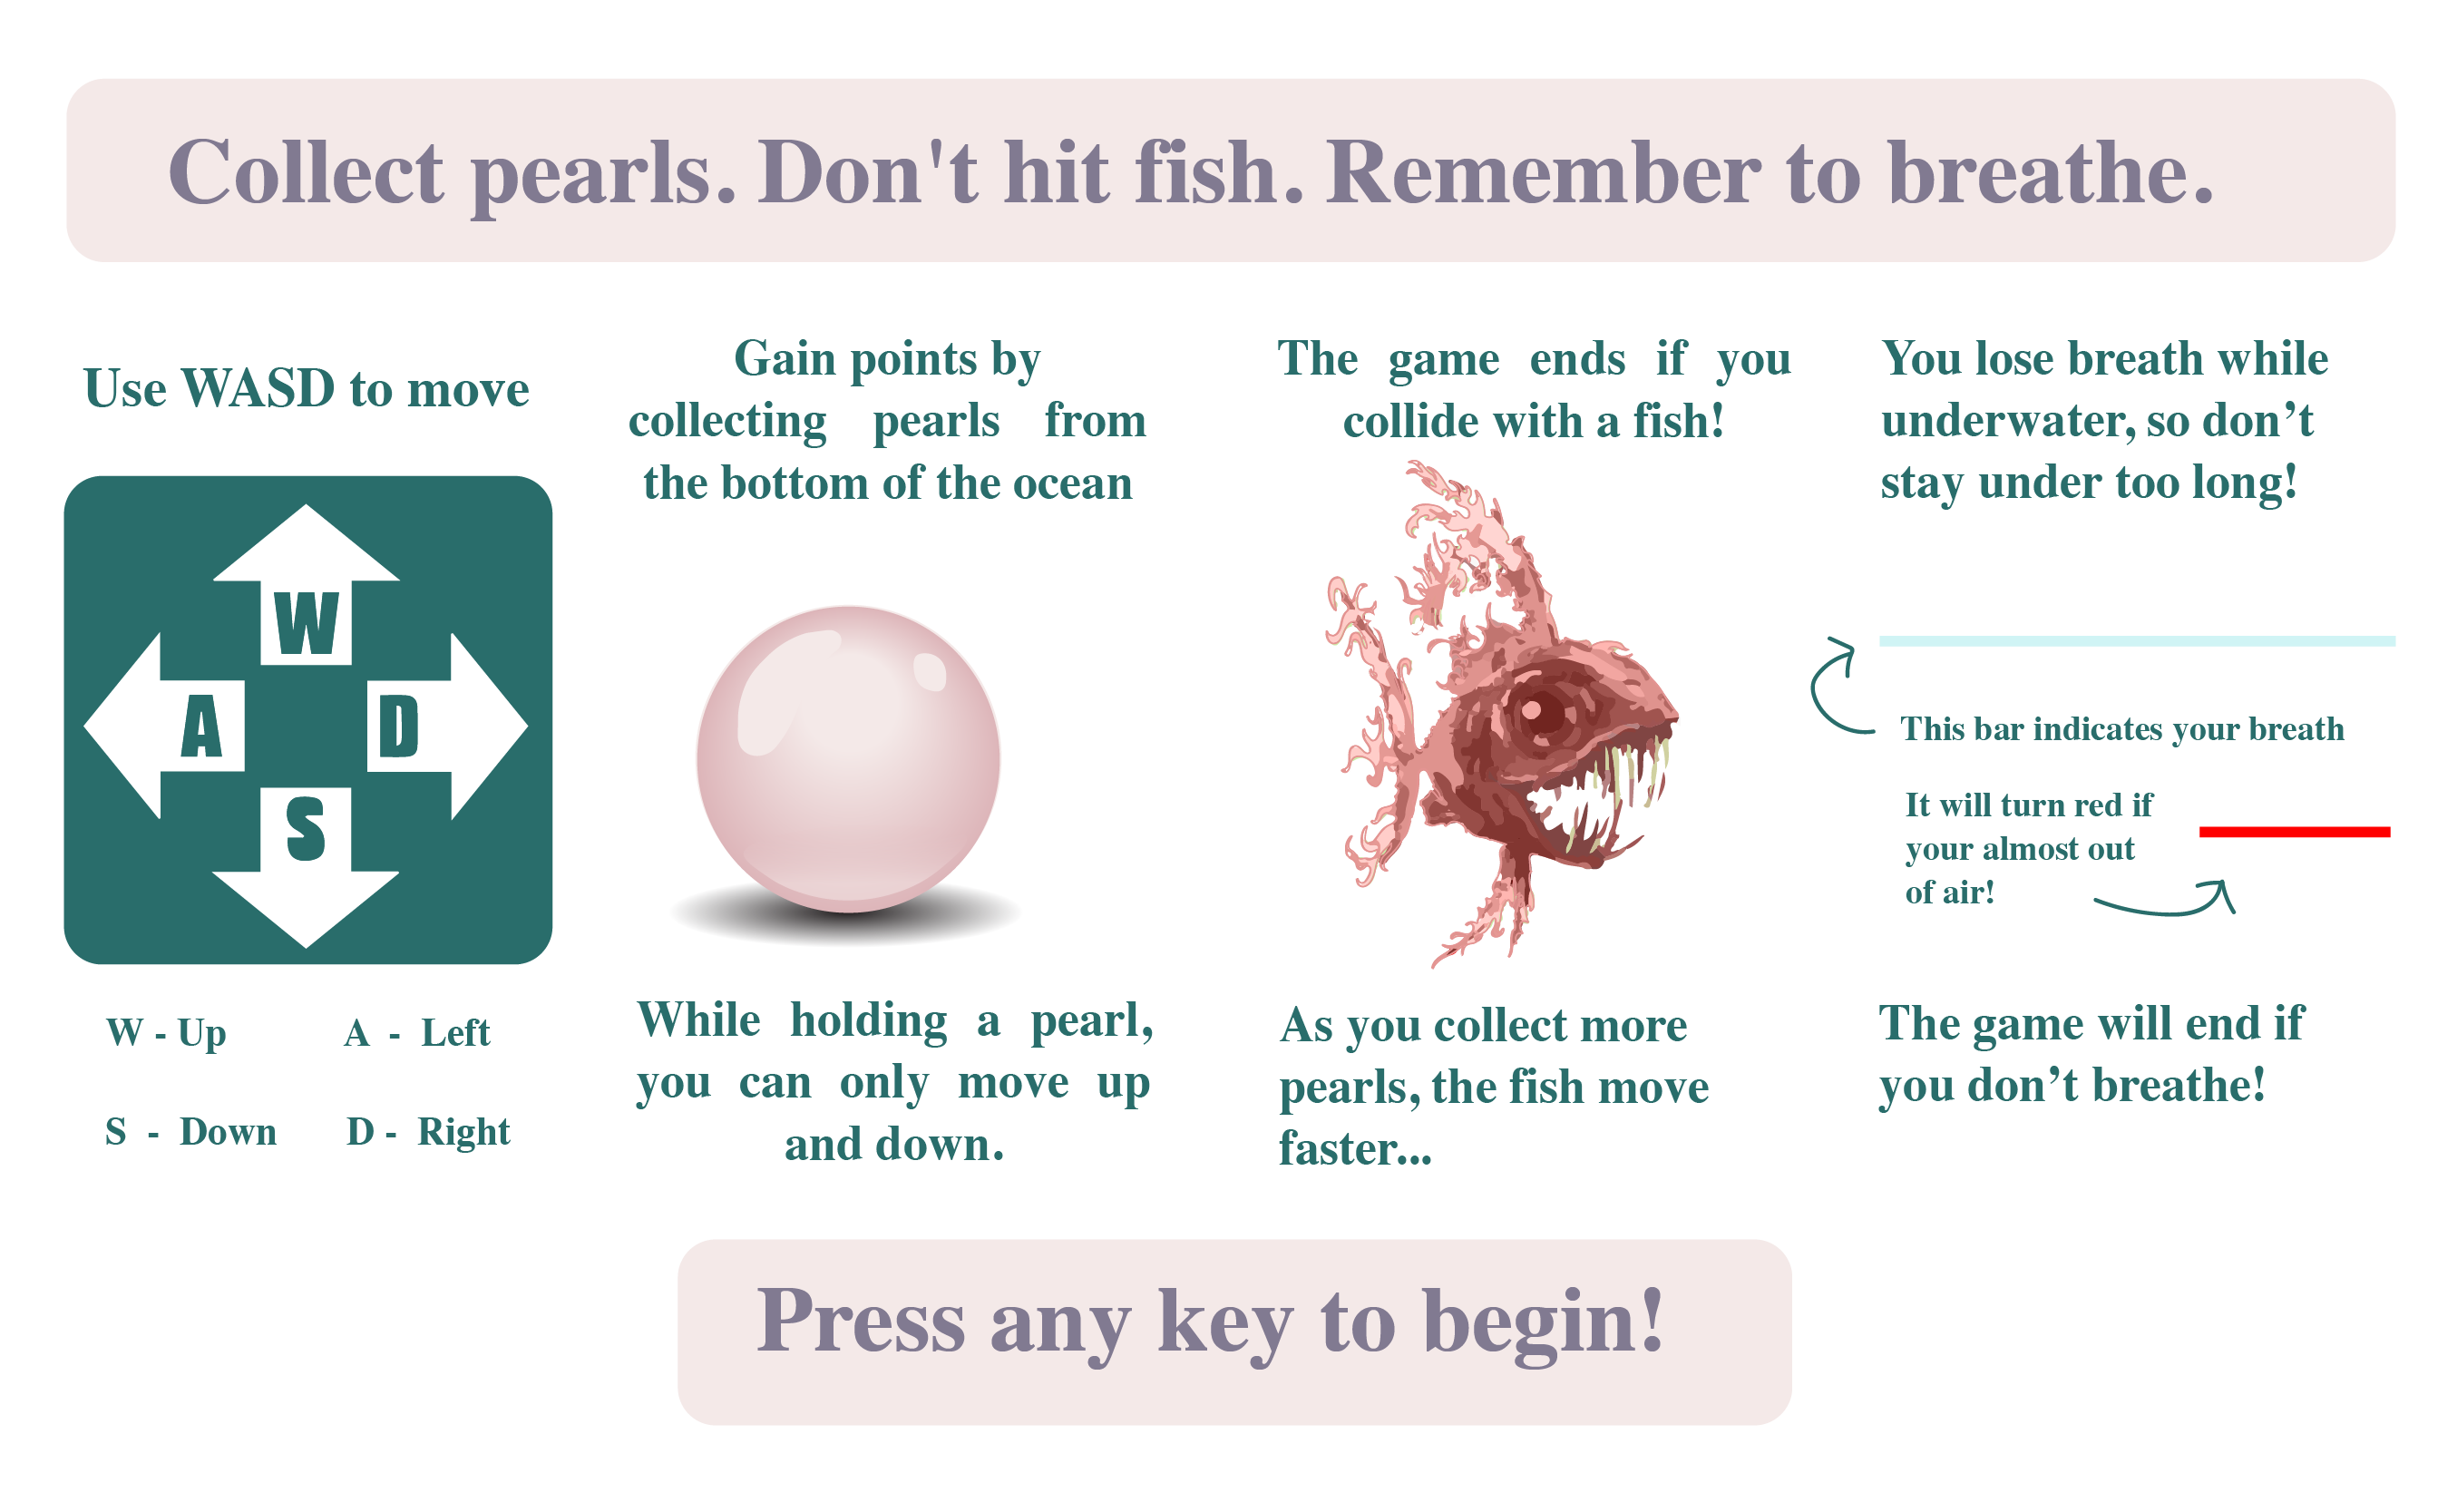 Collect pearls. Don't hit fish. Remember to breathe.
Use WASD to move
W
A
D
S
W - Up
A - Left
S - Down
D - Right
Gain points by
collecting pearls from
the bottom of the ocean
While holding a pearl,
you can only move up
and down.
The game ends if you
collide with a fish!
As you collect more
pearls, the fish move
faster...
You lose breath while
underwater, so don’t
stay under too long!
This bar indicates your breath
It will turn red if
your almost out
of air!
The game will end if
you don’t breathe!
Press any key to begin!